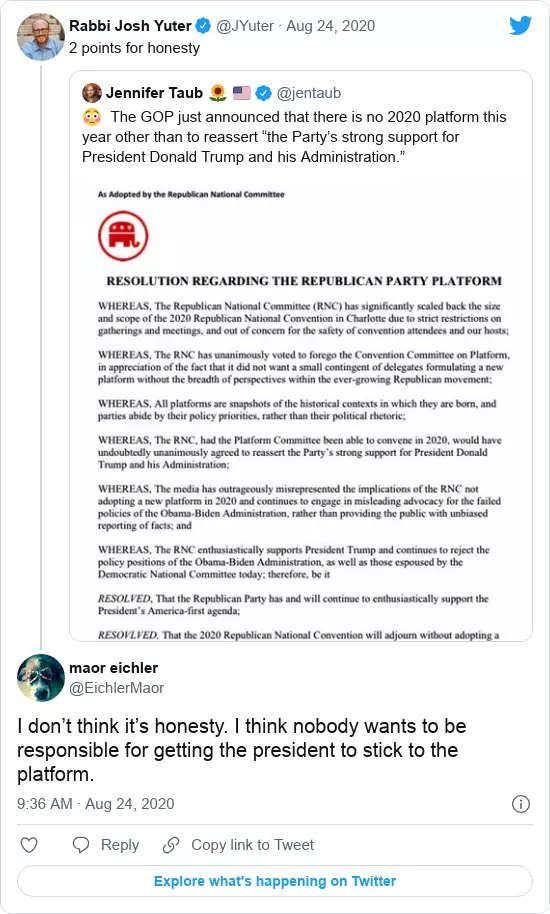 Rabbi Josh Yuter @JYuter · Aug 24, 2020
2 points for honesty
Jennifer Taub 🌻 🇺🇸 @jentaub
😳 The GOP just announced that there is no 2020 platform this
year other than to reassert “the Party’s strong support for
President Donald Trump and his Administration.”
As Adopted by the Republican National Committee
RESOLUTION REGARDING THE REPUBLICAN PARTY PLATFORM
WHEREAS, The Republican National Committee (RNC) has significantly scaled back the size
and scope of the 2020 Republican National Convention in Charlotte due to strict restrictions on
gatherings and meetings, and out of concern for the safety of convention attendees and our hosts;
WHEREAS, The RNC has unanimously voted to forego the Convention Committee on Platform,
in appreciation of the fact that it did not want a small contingent of delegates formulating a new
platform without the breadth of perspectives within the ever-growing Republican movement;
WHEREAS, All platforms are snapshots of the historical contexts in which they are born, and
parties abide by their policy priorities, rather than their political rhetoric;
WHEREAS, The RNC, had the Platform Committee been able to convene in 2020, would have
undoubtedly unanimously agreed to reassert the Party’s strong support for President Donald
Trump and his Administration;
WHEREAS, The media has outrageously misrepresented the implications of the RNC not
adopting a new platform in 2020 and continues to engage in misleading advocacy for the failed
policies of the Obama-Biden Administration, rather than providing the public with unbiased
reporting of facts; and
WHEREAS, The RNC enthusiastically supports President Trump and continues to reject the
policy positions of the Obama-Biden Administration, as well as those espoused by the
Democratic National Committee today; therefore, be it
RESOLVED, That the Republican Party has and will continue to enthusiastically support the
President’s America-first agenda;
RESOVLVED, That the 2020 Republican National Convention will adjourn without adopting a
maor eichler
@EichlerMaor
I don’t think it’s honesty. I think nobody wants to be
responsible for getting the president to stick to the
platform.
9:36 AM · Aug 24, 2020
Reply Copy link to Tweet
Explore what's happening on Twitter